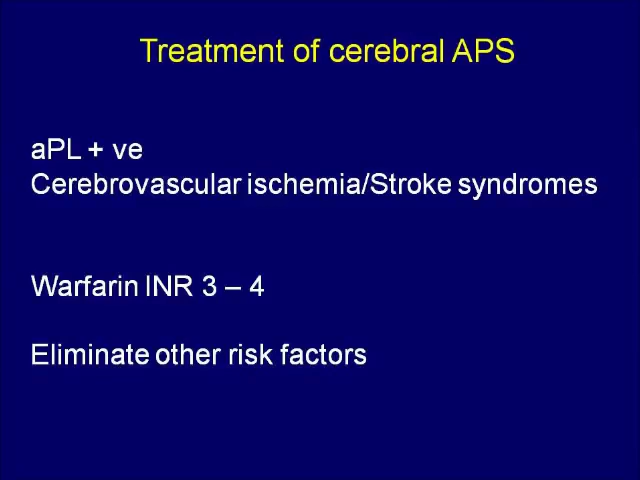 Treatment of cerebral APS
aPL + ve
Cerebrovascular ischemia/Stroke syndromes
Warfarin INR 3 – 4
Eliminate other risk factors